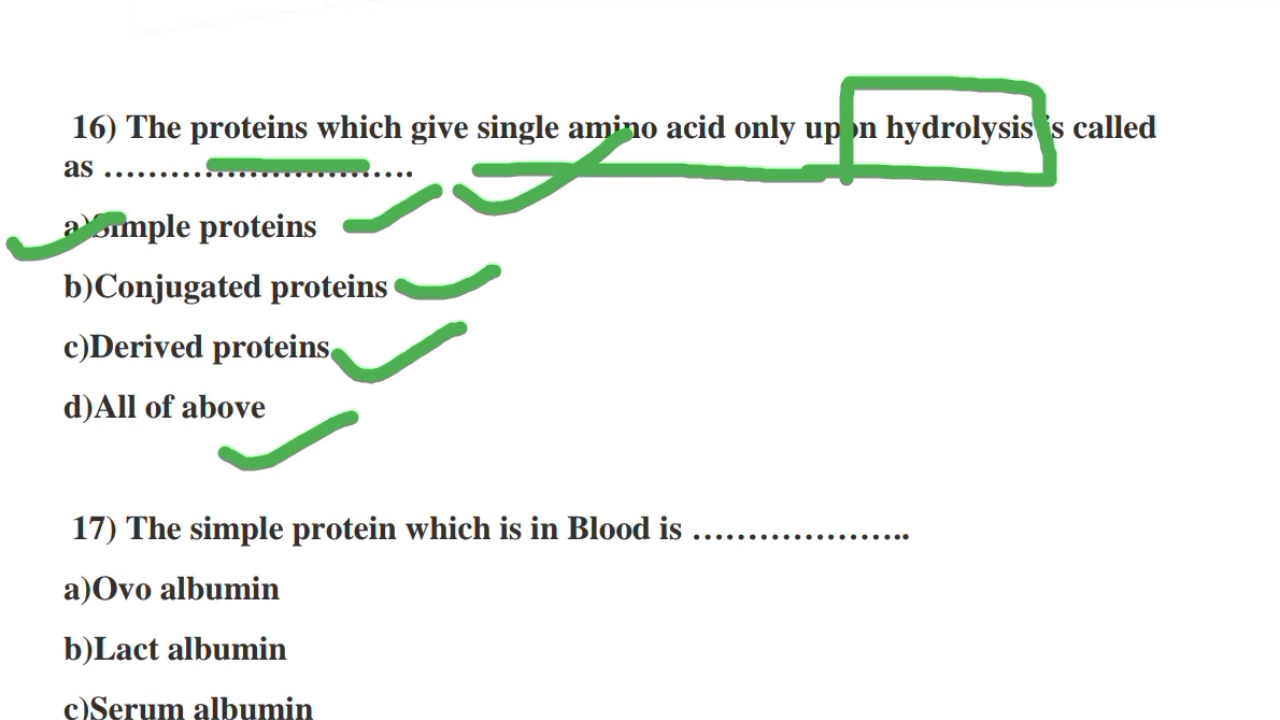 16) The proteins which give single amino acid only upon hydrolysis is called
as ……………………….
a)Simple proteins
b)Conjugated proteins
c)Derived proteins
d)All of above
17) The simple protein which is in Blood is ………………..
a)Ovo albumin
b)Lact albumin
c)Serum albumin